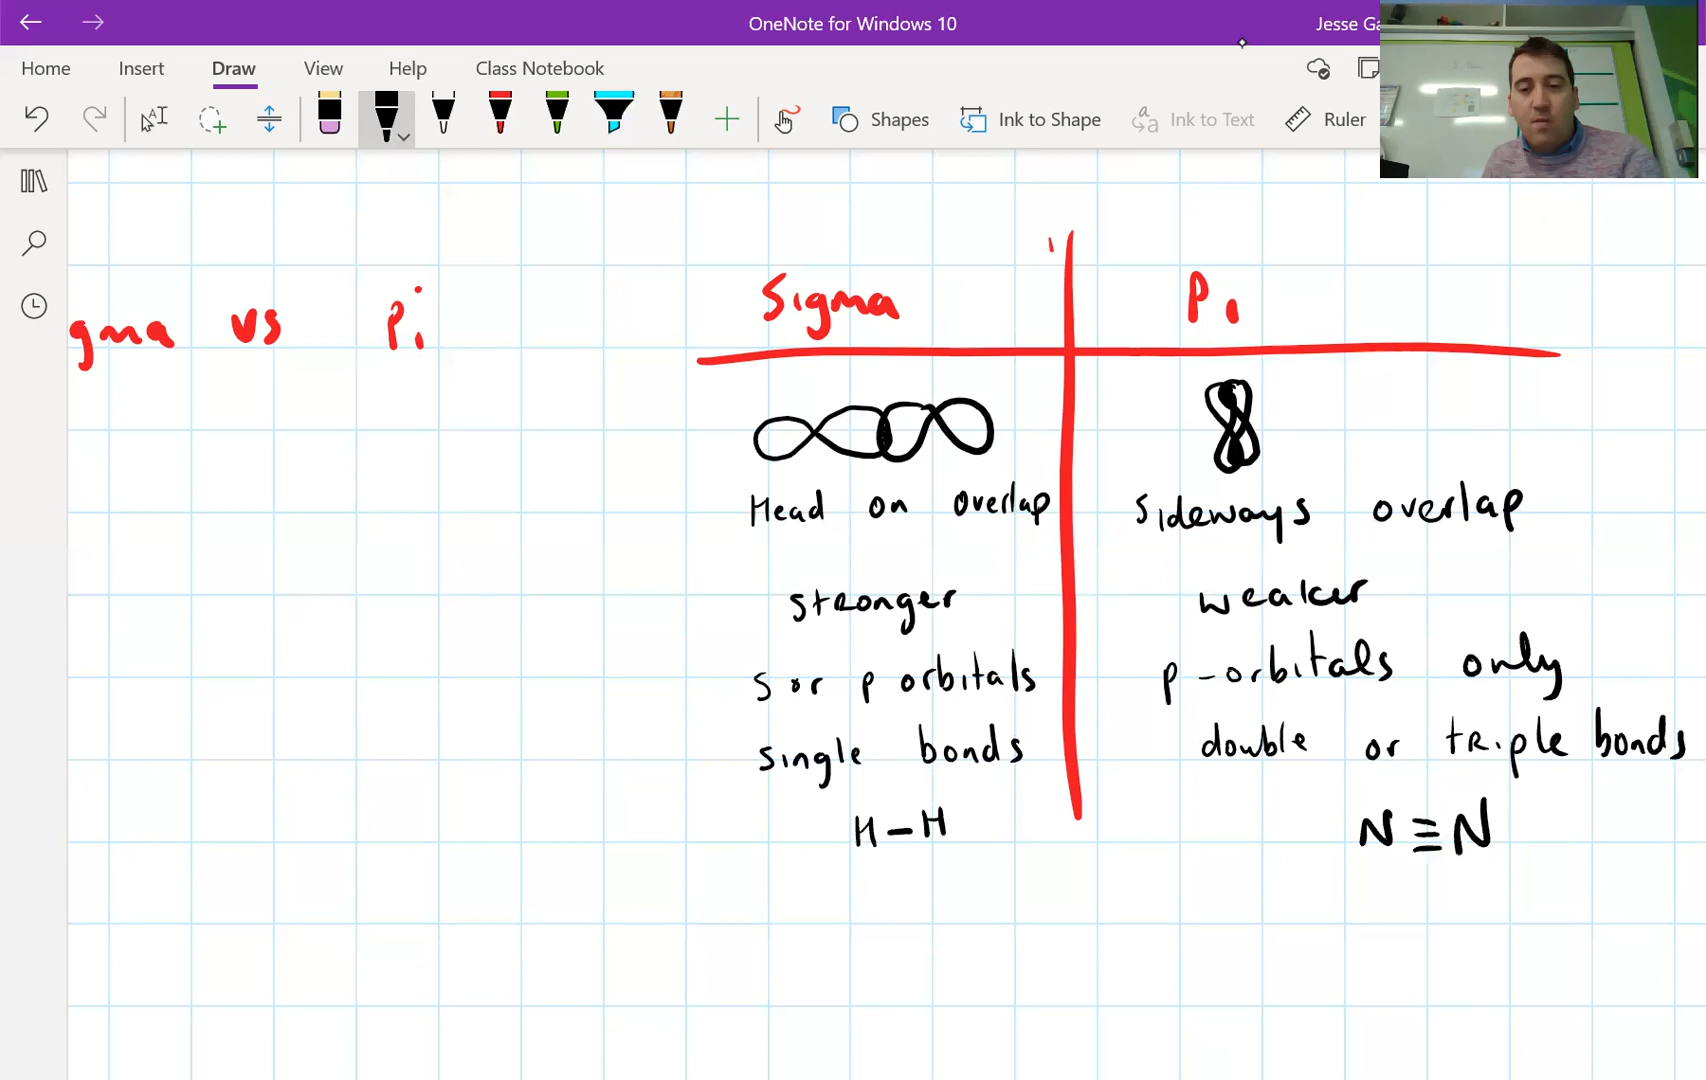 OneNote for Windows 10
Jesse Ga
Home Insert Draw View Help Class Notebook
Shapes Ink to Shape Ink to Text Ruler
gma vs Pi
Sigma
Pi
Head on overlap
Sideways overlap
stronger
weaker
s or p orbitals
p-orbitals only
single bonds
double or triple bonds
H-H
N≡N